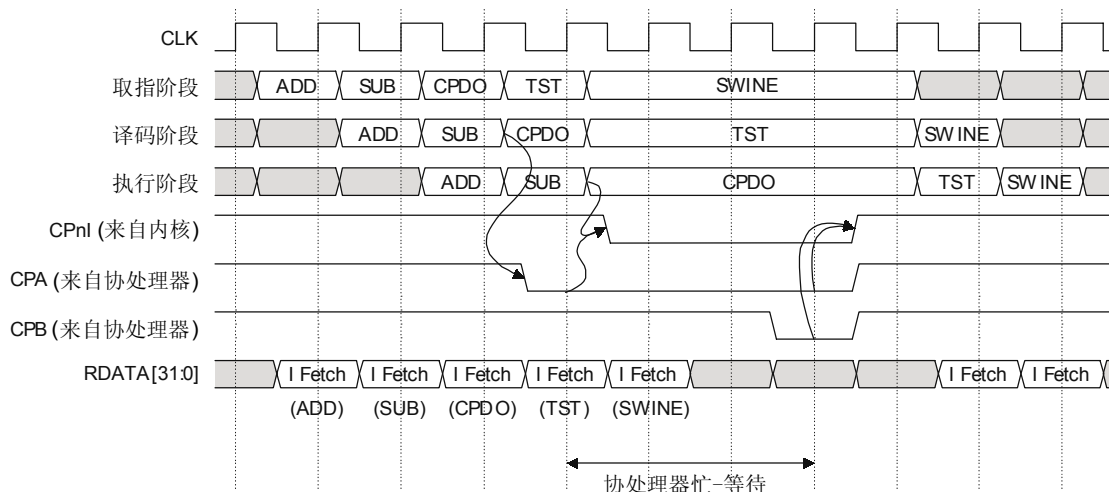 CLK
取指阶段 ADD SUB CPDO TST SWINE
译码阶段 ADD SUB CPDO TST SWINE
执行阶段 ADD SUB CPDO TST SWINE
CPnI (来自内核)
CPA (来自协处理器)
CPB (来自协处理器)
RDATA[31:0] I Fetch I Fetch I Fetch I Fetch I Fetch I Fetch I Fetch
(ADD) (SUB) (CPDO) (TST) (SWINE)
协处理器忙-等待